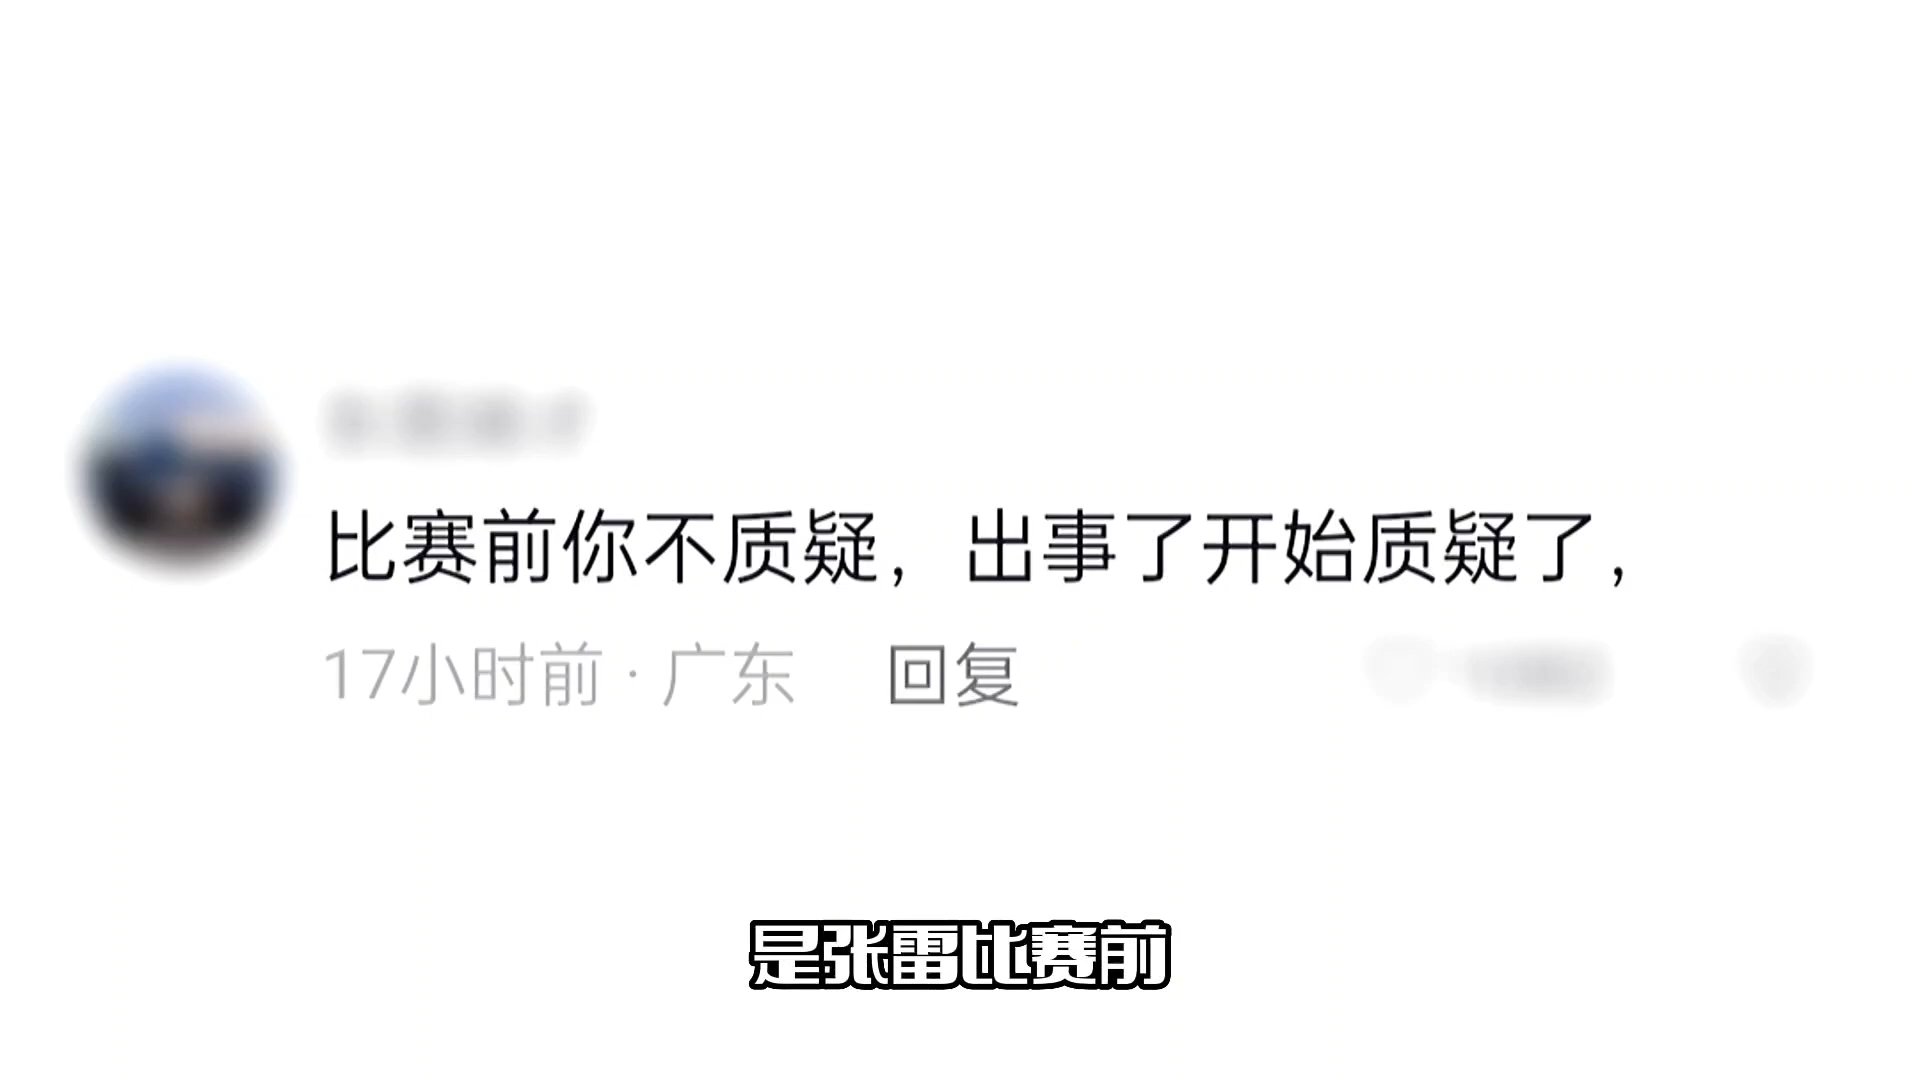 比赛前你不质疑，出事了开始质疑了，
17小时前 · 广东 回复
是张雷比赛前